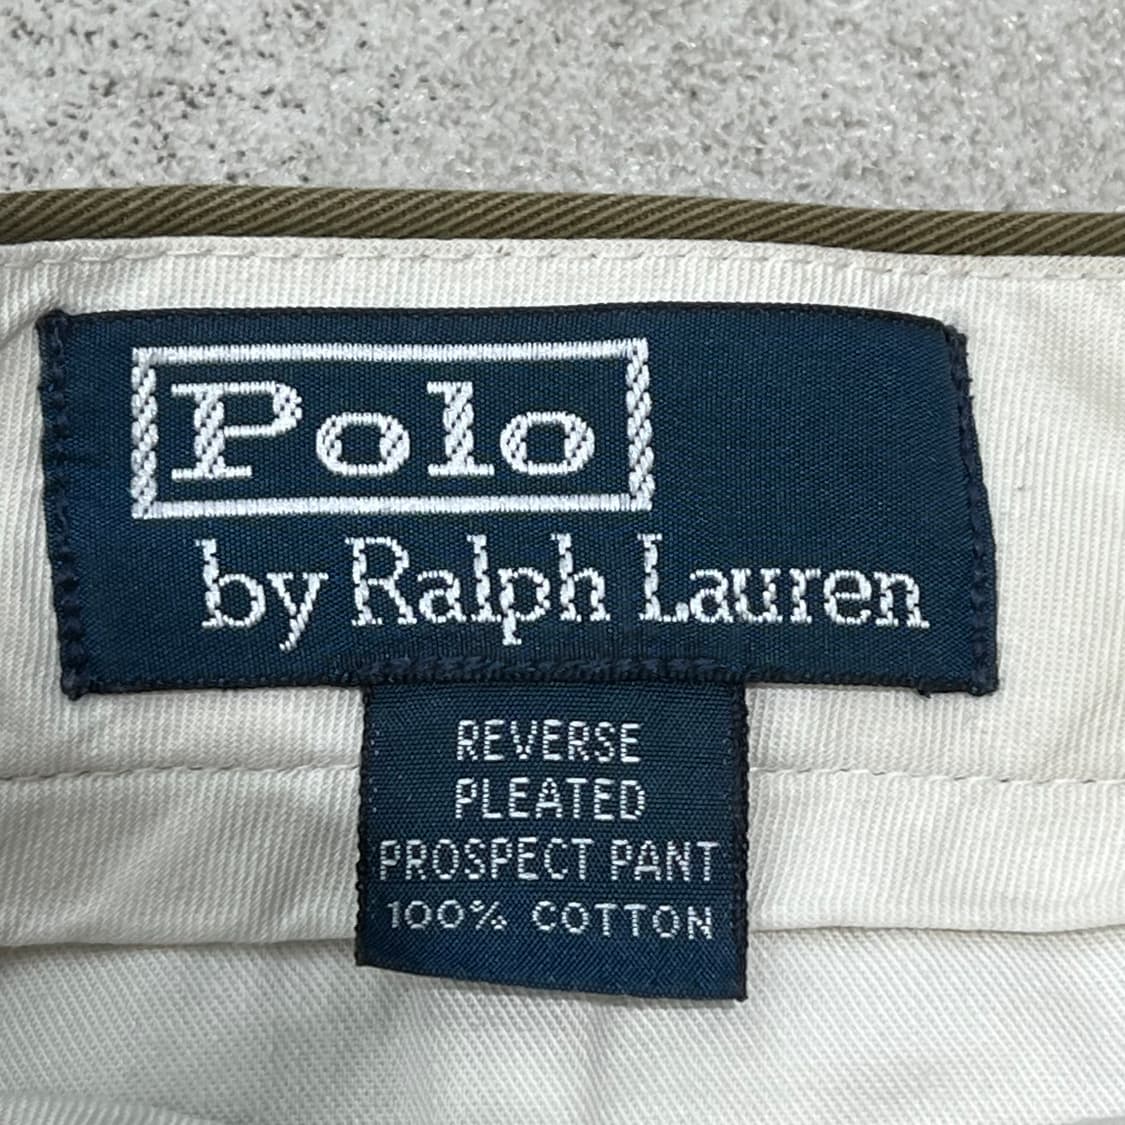 Polo
by Ralph Lauren
REVERSE
PLEATED
PROSPECT PANT
100% COTTON